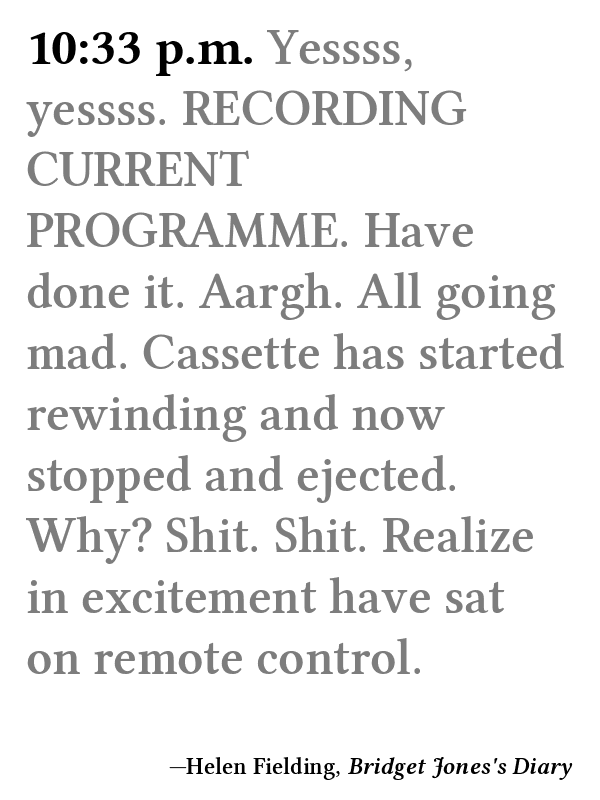 10:33 p.m. Yessss,
yessss. RECORDING
CURRENT
PROGRAMME. Have
done it. Aargh. All going
mad. Cassette has started
rewinding and now
stopped and ejected.
Why? Shit. Shit. Realize
in excitement have sat
on remote control.
—Helen Fielding, Bridget Jones's Diary